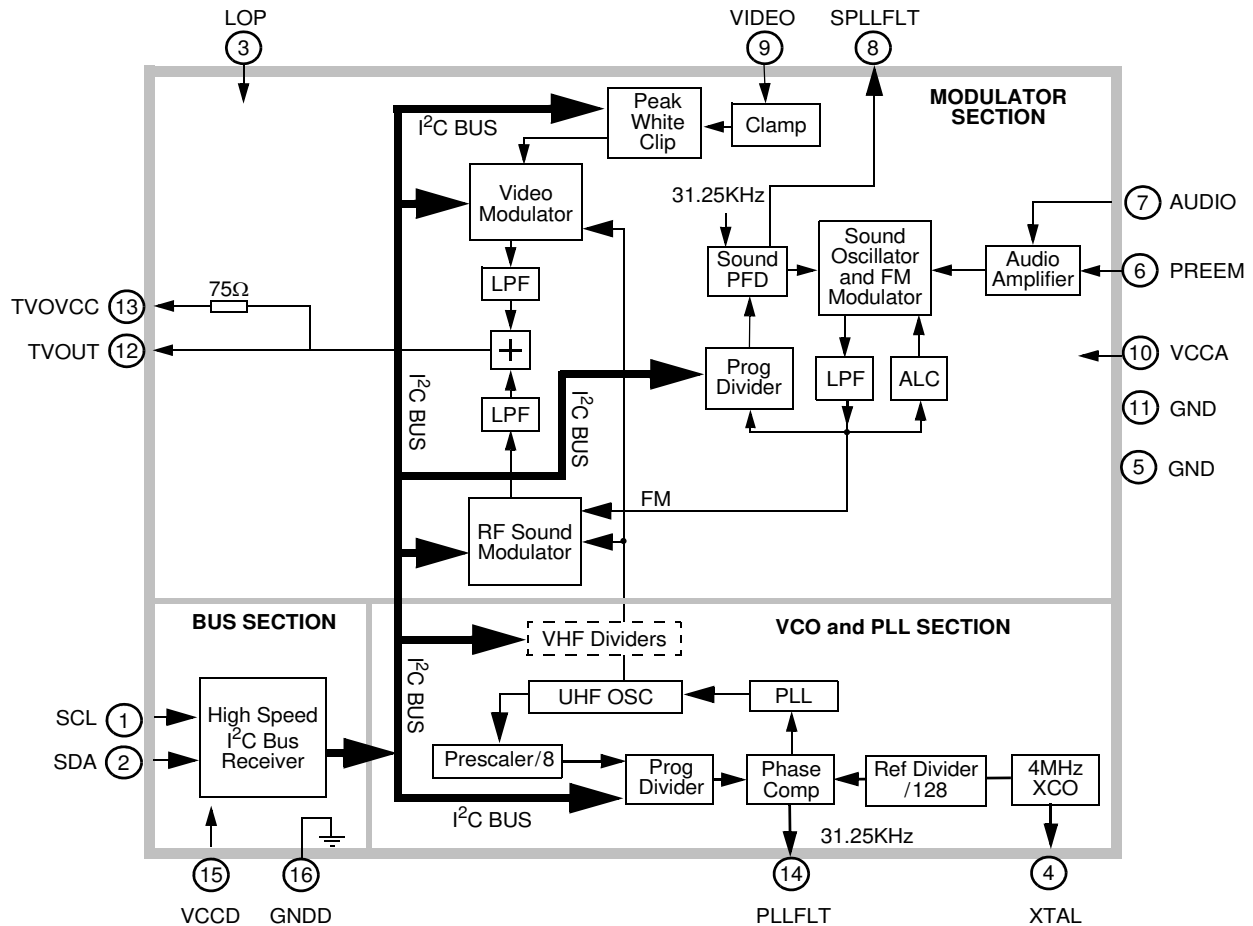 LOP
3
VIDEO
9
SPLLFLT
8
MODULATOR
SECTION
I²C BUS
Peak
White
Clip
Clamp
Video
Modulator
31.25KHz
7 AUDIO
Sound
PFD
Sound
Oscillator
and FM
Modulator
Audio
Amplifier
6 PREEM
LPF
TVOVCC 13
75Ω
TVOUT 12
+
10 VCCA
Prog
Divider
LPF
ALC
I²C BUS
I²C BUS
LPF
11 GND
5 GND
FM
RF Sound
Modulator
BUS SECTION
VCO and PLL SECTION
VHF Dividers
I²C BUS
UHF OSC
PLL
SCL 1
SDA 2
High Speed
I²C Bus
Receiver
Prescaler/8
Prog
Divider
Phase
Comp
Ref Divider
/128
4MHz
XCO
I²C BUS
31.25KHz
15
VCCD
16
GNDD
14
PLLFLT
4
XTAL